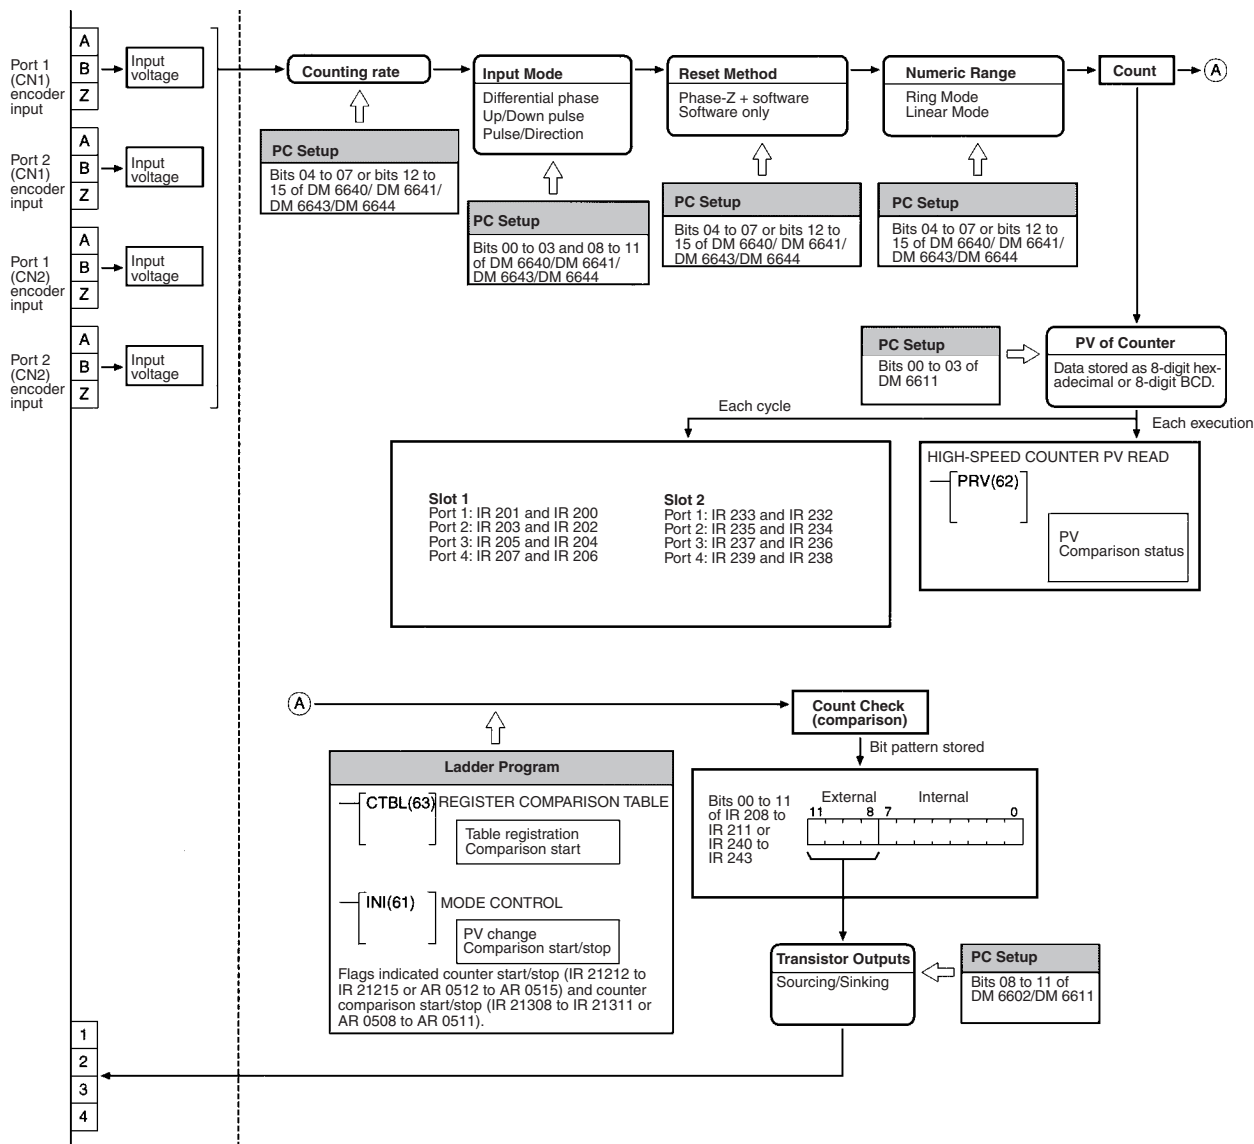 Port 1
(CN1)
encoder
input
A
B
Z
Input
voltage
Port 2
(CN1)
encoder
input
A
B
Z
Input
voltage
Port 1
(CN2)
encoder
input
A
B
Z
Input
voltage
Port 2
(CN2)
encoder
input
A
B
Z
Input
voltage
Counting rate
PC Setup
Bits 04 to 07 or bits 12 to
15 of DM 6640/ DM 6641/
DM 6643/DM 6644
Input Mode
Differential phase
Up/Down pulse
Pulse/Direction
PC Setup
Bits 00 to 03 and 08 to 11
of DM 6640/DM 6641/
DM 6643/DM 6644
Reset Method
Phase-Z + software
Software only
PC Setup
Bits 04 to 07 or bits 12 to
15 of DM 6640/ DM 6641/
DM 6643/DM 6644
Numeric Range
Ring Mode
Linear Mode
PC Setup
Bits 04 to 07 or bits 12 to
15 of DM 6640/ DM 6641/
DM 6643/DM 6644
Count
A
PC Setup
Bits 00 to 03 of
DM 6611
PV of Counter
Data stored as 8-digit hex-
adecimal or 8-digit BCD.
Each cycle
Each execution
Slot 1
Port 1: IR 201 and IR 200
Port 2: IR 203 and IR 202
Port 3: IR 205 and IR 204
Port 4: IR 207 and IR 206
Slot 2
Port 1: IR 233 and IR 232
Port 2: IR 235 and IR 234
Port 3: IR 237 and IR 236
Port 4: IR 239 and IR 238
HIGH-SPEED COUNTER PV READ
PRV(62)
PV
Comparison status
A
Count Check
(comparison)
Bit pattern stored
Ladder Program
CTBL(63) REGISTER COMPARISON TABLE
Table registration
Comparison start
INI(61) MODE CONTROL
PV change
Comparison start/stop
Flags indicated counter start/stop (IR 21212 to
IR 21215 or AR 0512 to AR 0515) and counter
comparison start/stop (IR 21308 to IR 21311 or
AR 0508 to AR 0511).
Bits 00 to 11
of IR 208 to
IR 211 or
IR 240 to
IR 243
External Internal
11 8 7 0
Transistor Outputs
Sourcing/Sinking
PC Setup
Bits 08 to 11 of
DM 6602/DM 6611
1
2
3
4